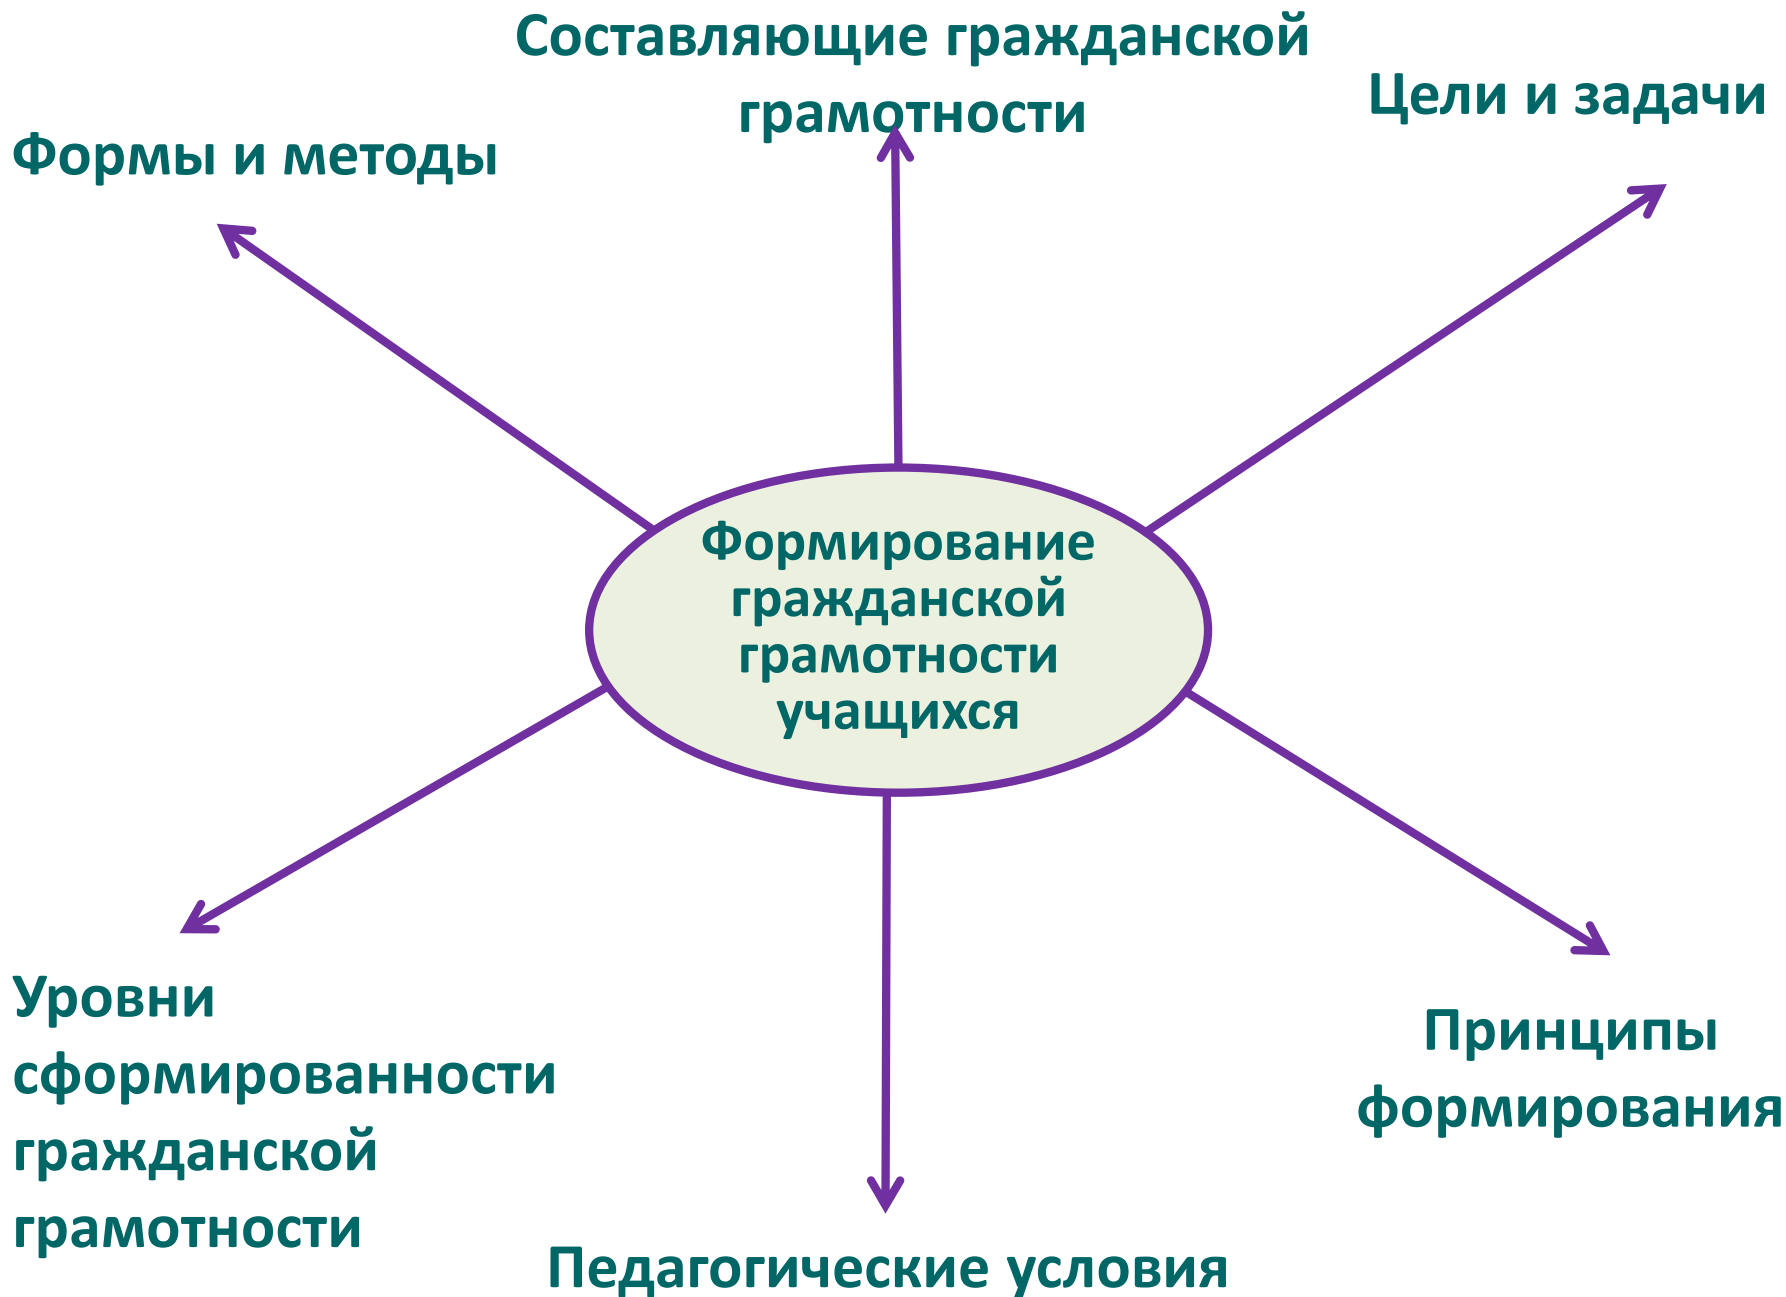 Составляющие гражданской
грамотности
Цели и задачи
Формы и методы
Формирование
гражданской
грамотности
учащихся
Уровни
сформированности
гражданской
грамотности
Принципы
формирования
Педагогические условия